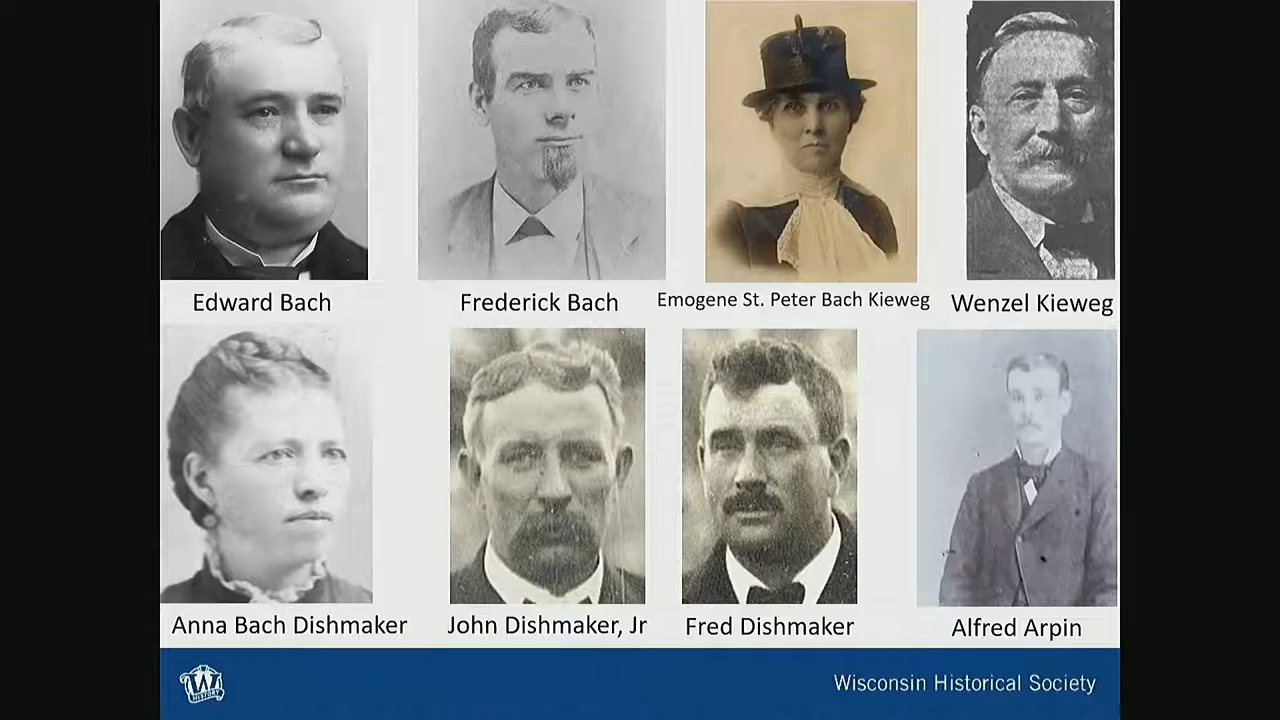 Edward Bach
Frederick Bach
Emogene St. Peter Bach Kieweg
Wenzel Kieweg
Anna Bach Dishmaker
John Dishmaker, Jr
Fred Dishmaker
Alfred Arpin
W
HISTORY
Wisconsin Historical Society